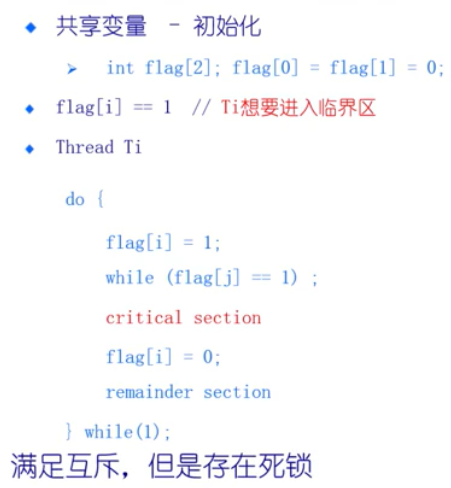 共享变量 - 初始化
int flag[2]; flag[0] = flag[1] = 0;
flag[i] == 1 // Ti想要进入临界区
Thread Ti
do {
flag[i] = 1;
while (flag[j] == 1) ;
critical section
flag[i] = 0;
remainder section
} while(1);
满足互斥，但是存在死锁